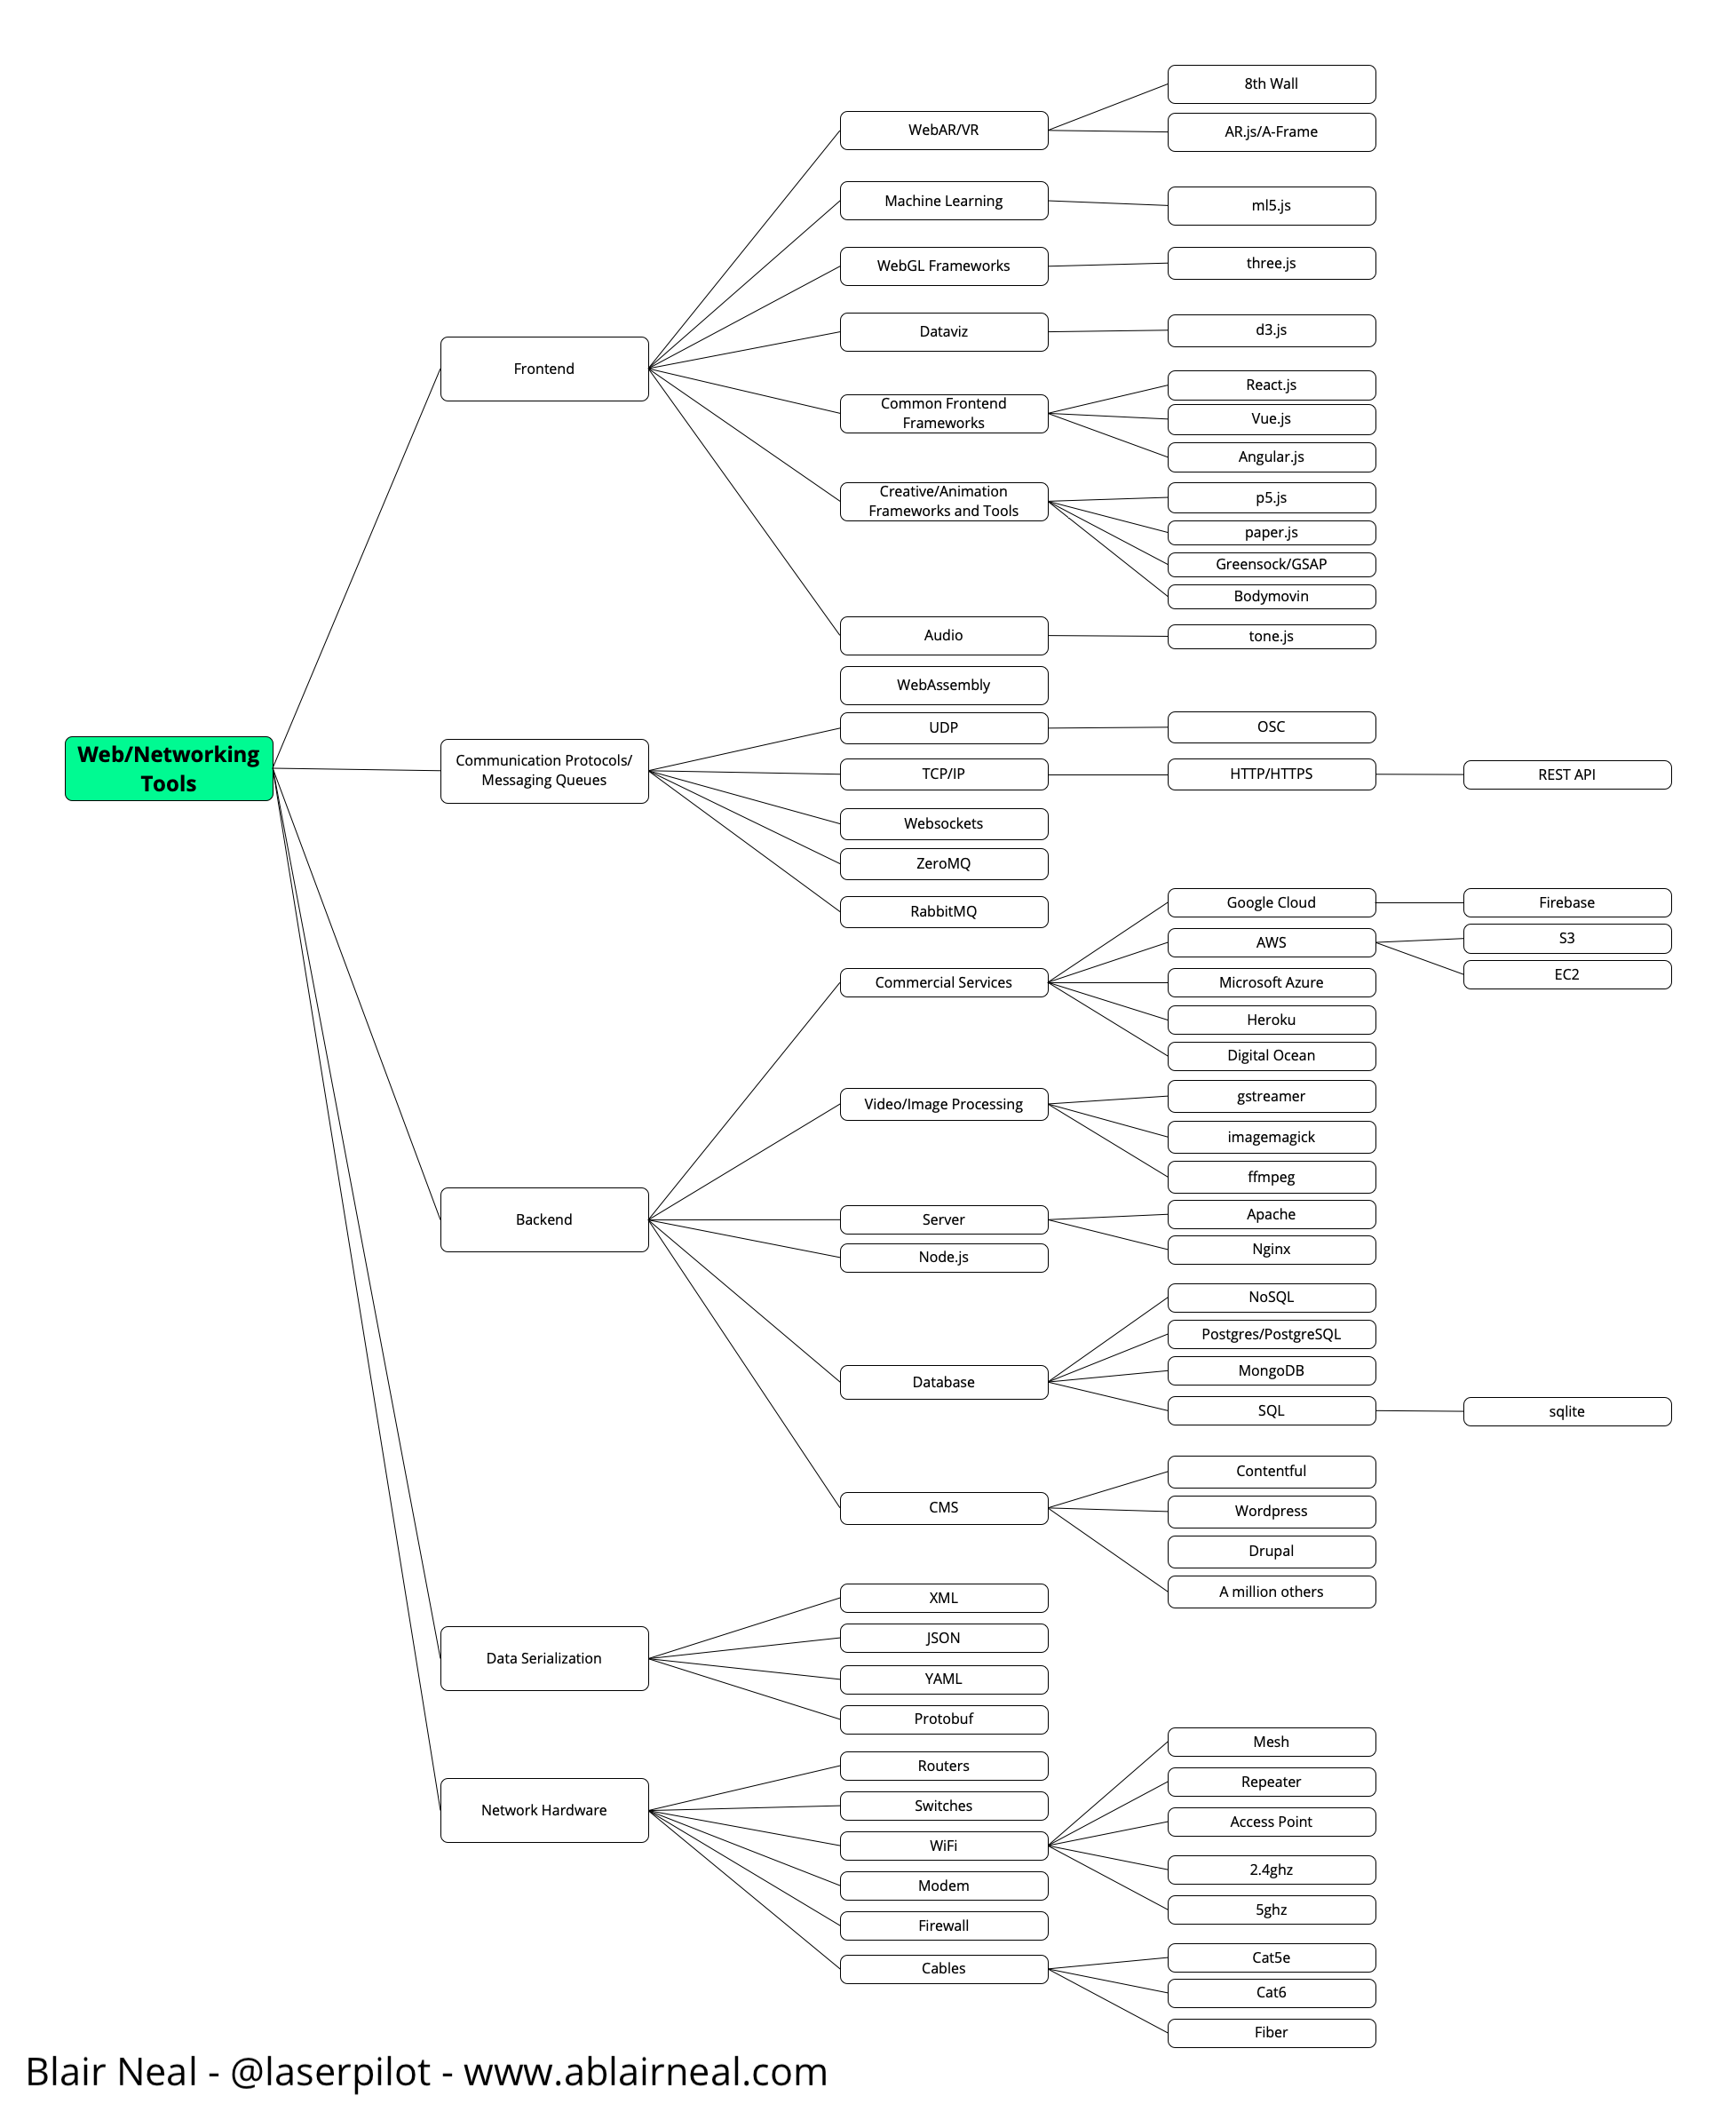 8th Wall
WebAR/VR
AR.js/A-Frame
Machine Learning
ml5.js
WebGL Frameworks
three.js
Dataviz
d3.js
Frontend
React.js
Common Frontend
Frameworks
Vue.js
Angular.js
Creative/Animation
Frameworks and Tools
p5.js
paper.js
Greensock/GSAP
Bodymovin
Audio
tone.js
WebAssembly
Web/Networking
Tools
Communication Protocols/
Messaging Queues
UDP
OSC
TCP/IP
HTTP/HTTPS
REST API
Websockets
ZeroMQ
RabbitMQ
Google Cloud
Firebase
AWS
S3
EC2
Commercial Services
Microsoft Azure
Heroku
Digital Ocean
Video/Image Processing
gstreamer
imagemagick
ffmpeg
Backend
Server
Apache
Nginx
Node.js
NoSQL
Postgres/PostgreSQL
Database
MongoDB
SQL
sqlite
Contentful
CMS
Wordpress
Drupal
A million others
Data Serialization
XML
JSON
YAML
Protobuf
Network Hardware
Routers
Switches
WiFi
Mesh
Repeater
Access Point
2.4ghz
5ghz
Modem
Firewall
Cables
Cat5e
Cat6
Fiber
Blair Neal - @laserpilot - www.ablairneal.com